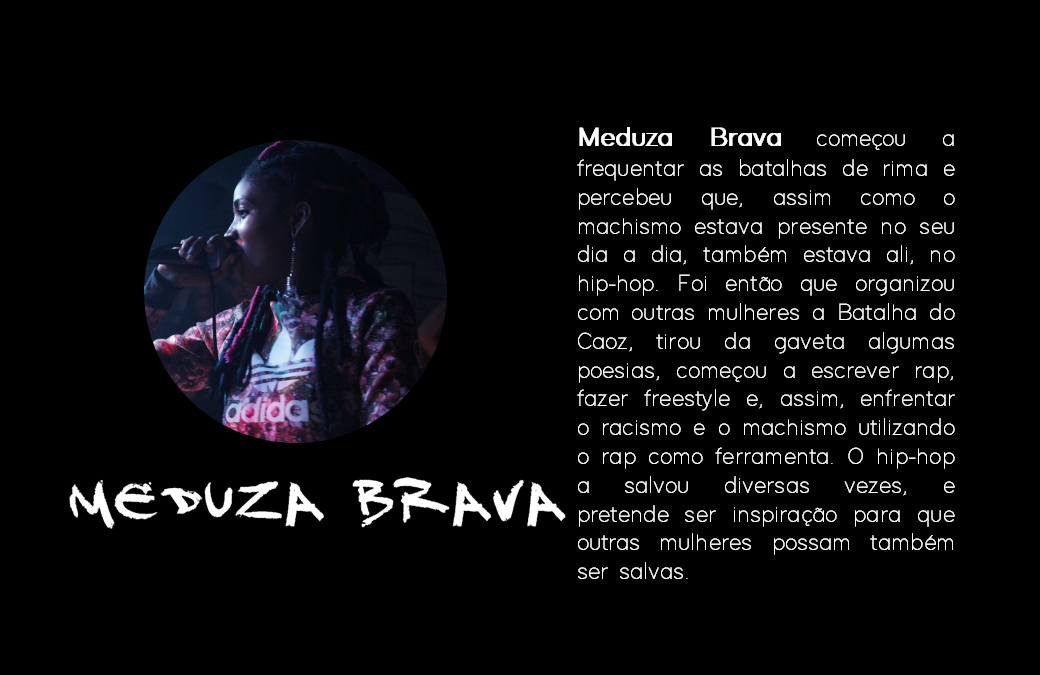 adidas
MEDUZA BRAVA
Meduza Brava começou a
frequentar as batalhas de rima e
percebeu que, assim como o
machismo estava presente no seu
dia a dia, também estava ali, no
hip-hop. Foi então que organizou
com outras mulheres a Batalha do
Caoz, tirou da gaveta algumas
poesias, começou a escrever rap,
fazer freestyle e, assim, enfrentar
o racismo e o machismo utilizando
o rap como ferramenta. O hip-hop
a salvou diversas vezes, e
pretende ser inspiração para que
outras mulheres possam também
ser salvas.